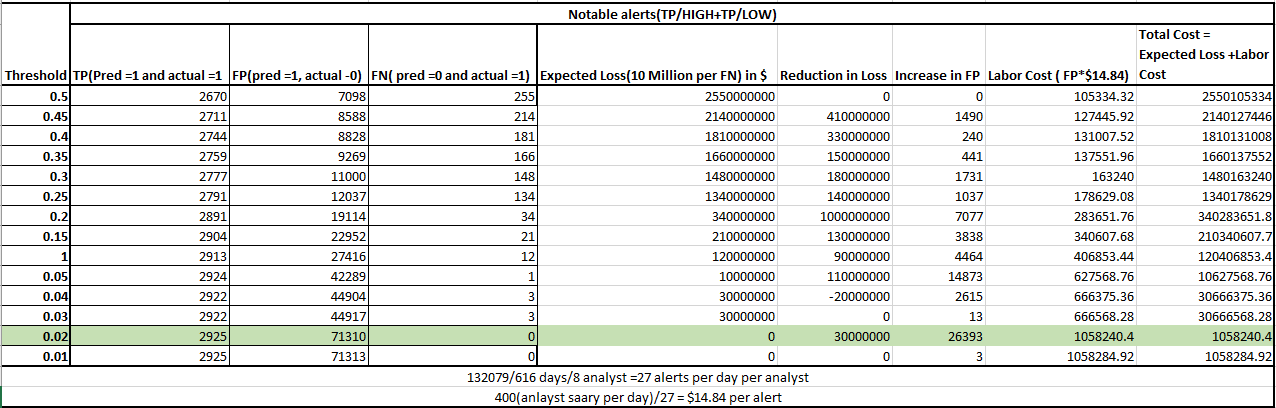 Notable alerts(TP/HIGH+TP/LOW)
Threshold TP(Pred =1 and actual =1 FP(pred =1, actual -0) FN( pred =0 and actual =1) Expected Loss(10 Million per FN) in $ Reduction in Loss Increase in FP Labor Cost ( FP*$14.84) Total Cost = Expected Loss +Labor Cost
0.5 2670 7098 255 2550000000 0 0 105334.32 2550105334
0.45 2711 8588 214 2140000000 410000000 1490 127445.92 2140127446
0.4 2744 8828 181 1810000000 330000000 240 131007.52 1810131008
0.35 2759 9269 166 1660000000 150000000 441 137551.96 1660137552
0.3 2777 11000 148 1480000000 180000000 1731 163240 1480163240
0.25 2791 12037 134 1340000000 140000000 1037 178629.08 1340178629
0.2 2891 19114 34 340000000 1000000000 7077 283651.76 340283651.8
0.15 2904 22952 21 210000000 130000000 3838 340607.68 210340607.7
1 2913 27416 12 120000000 90000000 4464 406853.44 120406853.4
0.05 2924 42289 1 10000000 110000000 14873 627568.76 10627568.76
0.04 2922 44904 3 30000000 -20000000 2615 666375.36 30666375.36
0.03 2922 44917 3 30000000 0 13 666568.28 30666568.28
0.02 2925 71310 0 0 30000000 26393 1058240.4 1058240.4
0.01 2925 71313 0 0 0 3 1058284.92 1058284.92
132079/616 days/8 analyst =27 alerts per day per analyst
400(anlayst saary per day)/27 = $14.84 per alert